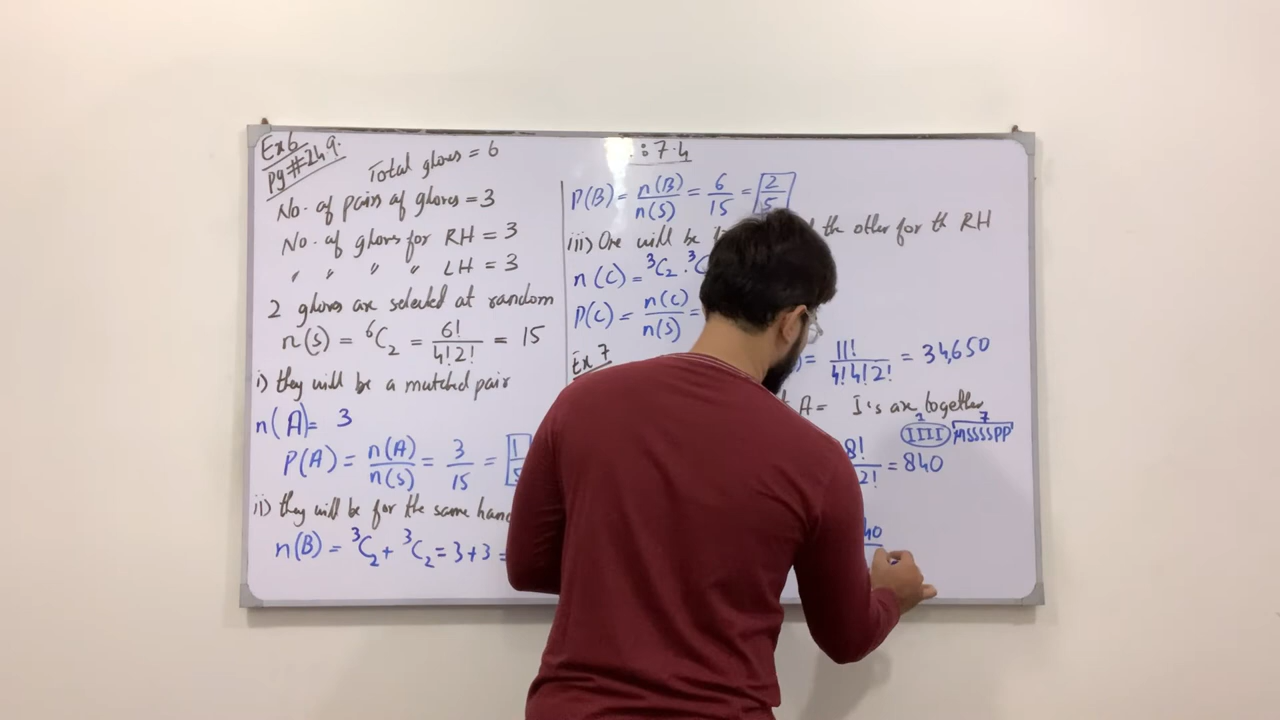 Ex 6
Pg#249.
Total gloves = 6
No. of pairs of gloves = 3
No. of gloves for RH = 3
" " " " LH = 3
2 gloves are selected at random
n(s) = ⁶C₂ = 6!/4!2! = 15
i) they will be a matched pair
n(A) = 3
P(A) = n(A)/n(S) = 3/15 = 1/5
ii) they will be for the same hand
n(B) = ³C₂ + ³C₂ = 3+3 =
: 7.4
P(B) = n(B)/n(S) = 6/15 = 2/5
iii) One will be the other for th RH
n(C) = ³C₂ · ³C
P(C) = n(C)/n(S) =
Ex 7
= 11!/4!4!2! = 34,650
A = I's are together
IIII MSSSSPP
7
8!/2! = 840
40